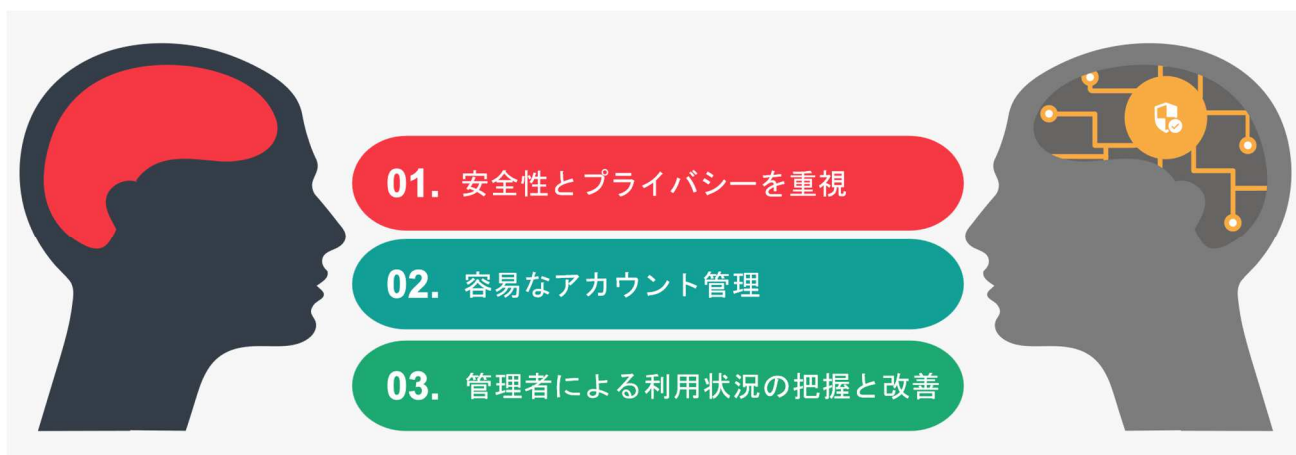 01. 安全性とプライバシーを重視
02. 容易なアカウント管理
03. 管理者による利用状況の把握と改善